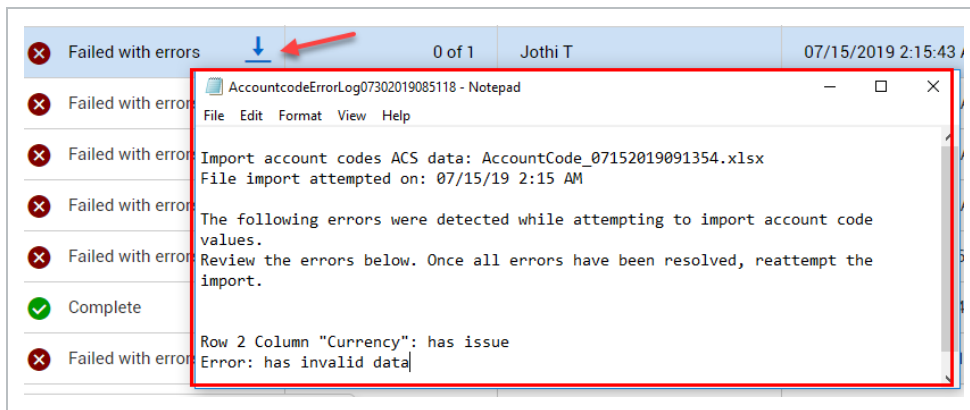 Failed with errors 0 of 1 Jothi T 07/15/2019 2:15:43
AccountcodeErrorLog07302019085118 - Notepad
Failed with error
File Edit Format View Help
Failed with error
Import account codes ACS data: AccountCode_07152019091354.xlsx
File import attempted on: 07/15/19 2:15 AM
Failed with error
The following errors were detected while attempting to import account code
values.
Failed with error
Review the errors below. Once all errors have been resolved, reattempt the
import.
Complete
Row 2 Column "Currency": has issue
Failed with error
Error: has invalid data